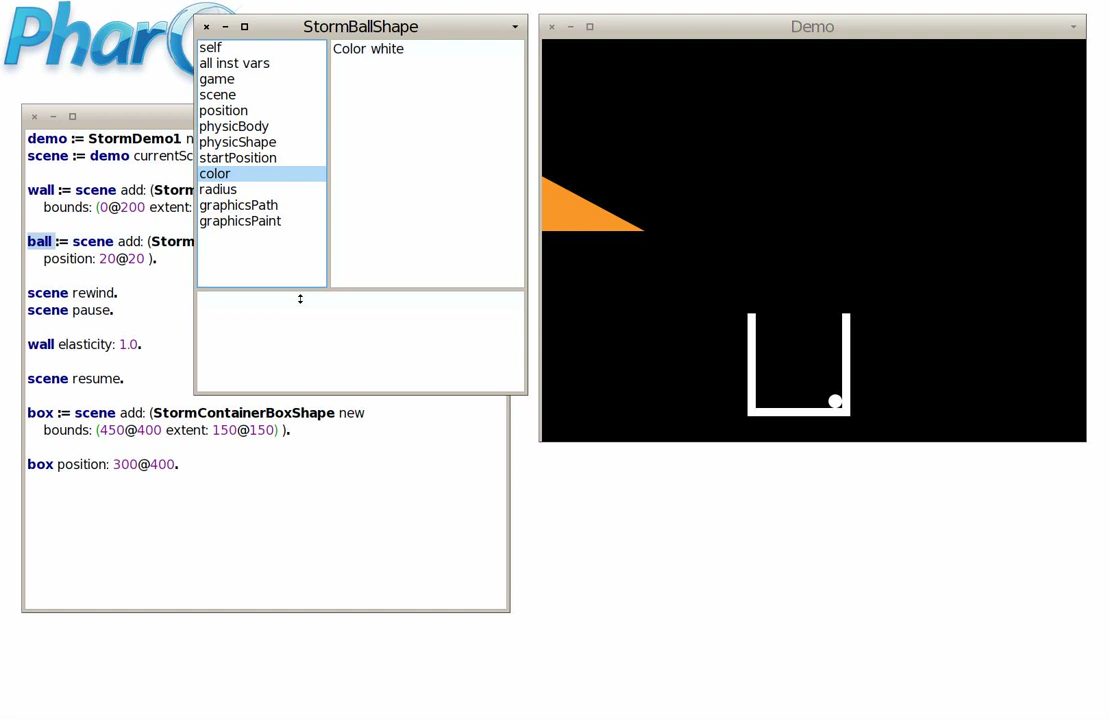 Pharo
StormBallShape
self
all inst vars
game
scene
position
physicBody
physicShape
startPosition
color
radius
graphicsPath
graphicsPaint
Color white
demo := StormDemo1 n
scene := demo currentSc
wall := scene add: (Storm
bounds: (0@200 extent:
ball := scene add: (Storm
position: 20@20 ).
scene rewind.
scene pause.
wall elasticity: 1.0.
scene resume.
box := scene add: (StormContainerBoxShape new
bounds: (450@400 extent: 150@150) ).
box position: 300@400.
Demo